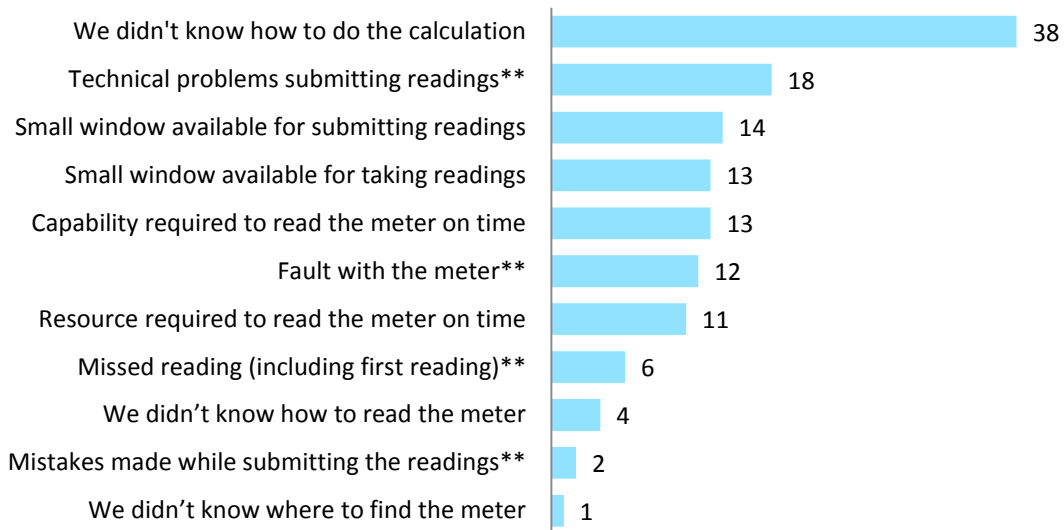 We didn't know how to do the calculation 38
Technical problems submitting readings** 18
Small window available for submitting readings 14
Small window available for taking readings 13
Capability required to read the meter on time 13
Fault with the meter** 12
Resource required to read the meter on time 11
Missed reading (including first reading)** 6
We didn’t know how to read the meter 4
Mistakes made while submitting the readings** 2
We didn’t know where to find the meter 1